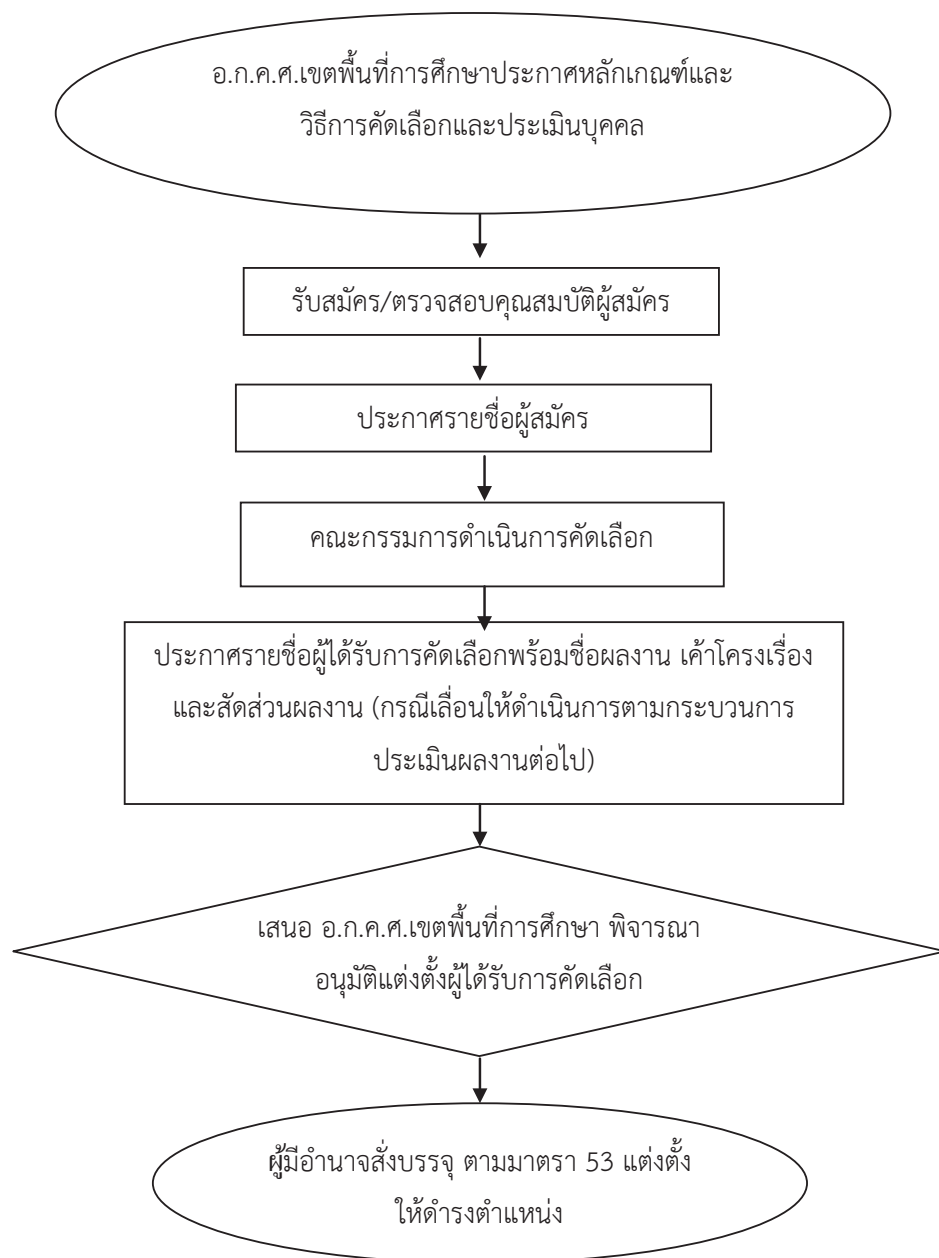 อ.ก.ค.ศ.เขตพื้นที่การศึกษาประกาศหลักเกณฑ์และ
วิธีการคัดเลือกและประเมินบุคคล
รับสมัคร/ตรวจสอบคุณสมบัติผู้สมัคร
ประกาศรายชื่อผู้สมัคร
คณะกรรมการดำเนินการคัดเลือก
ประกาศรายชื่อผู้ได้รับการคัดเลือกพร้อมชื่อผลงาน เค้าโครงเรื่อง
และสัดส่วนผลงาน (กรณีเลื่อนให้ดำเนินการตามกระบวนการ
ประเมินผลงานต่อไป)
เสนอ อ.ก.ค.ศ.เขตพื้นที่การศึกษา พิจารณา
อนุมัติแต่งตั้งผู้ได้รับการคัดเลือก
ผู้มีอำนาจสั่งบรรจุ ตามมาตรา 53 แต่งตั้ง
ให้ดำรงตำแหน่ง